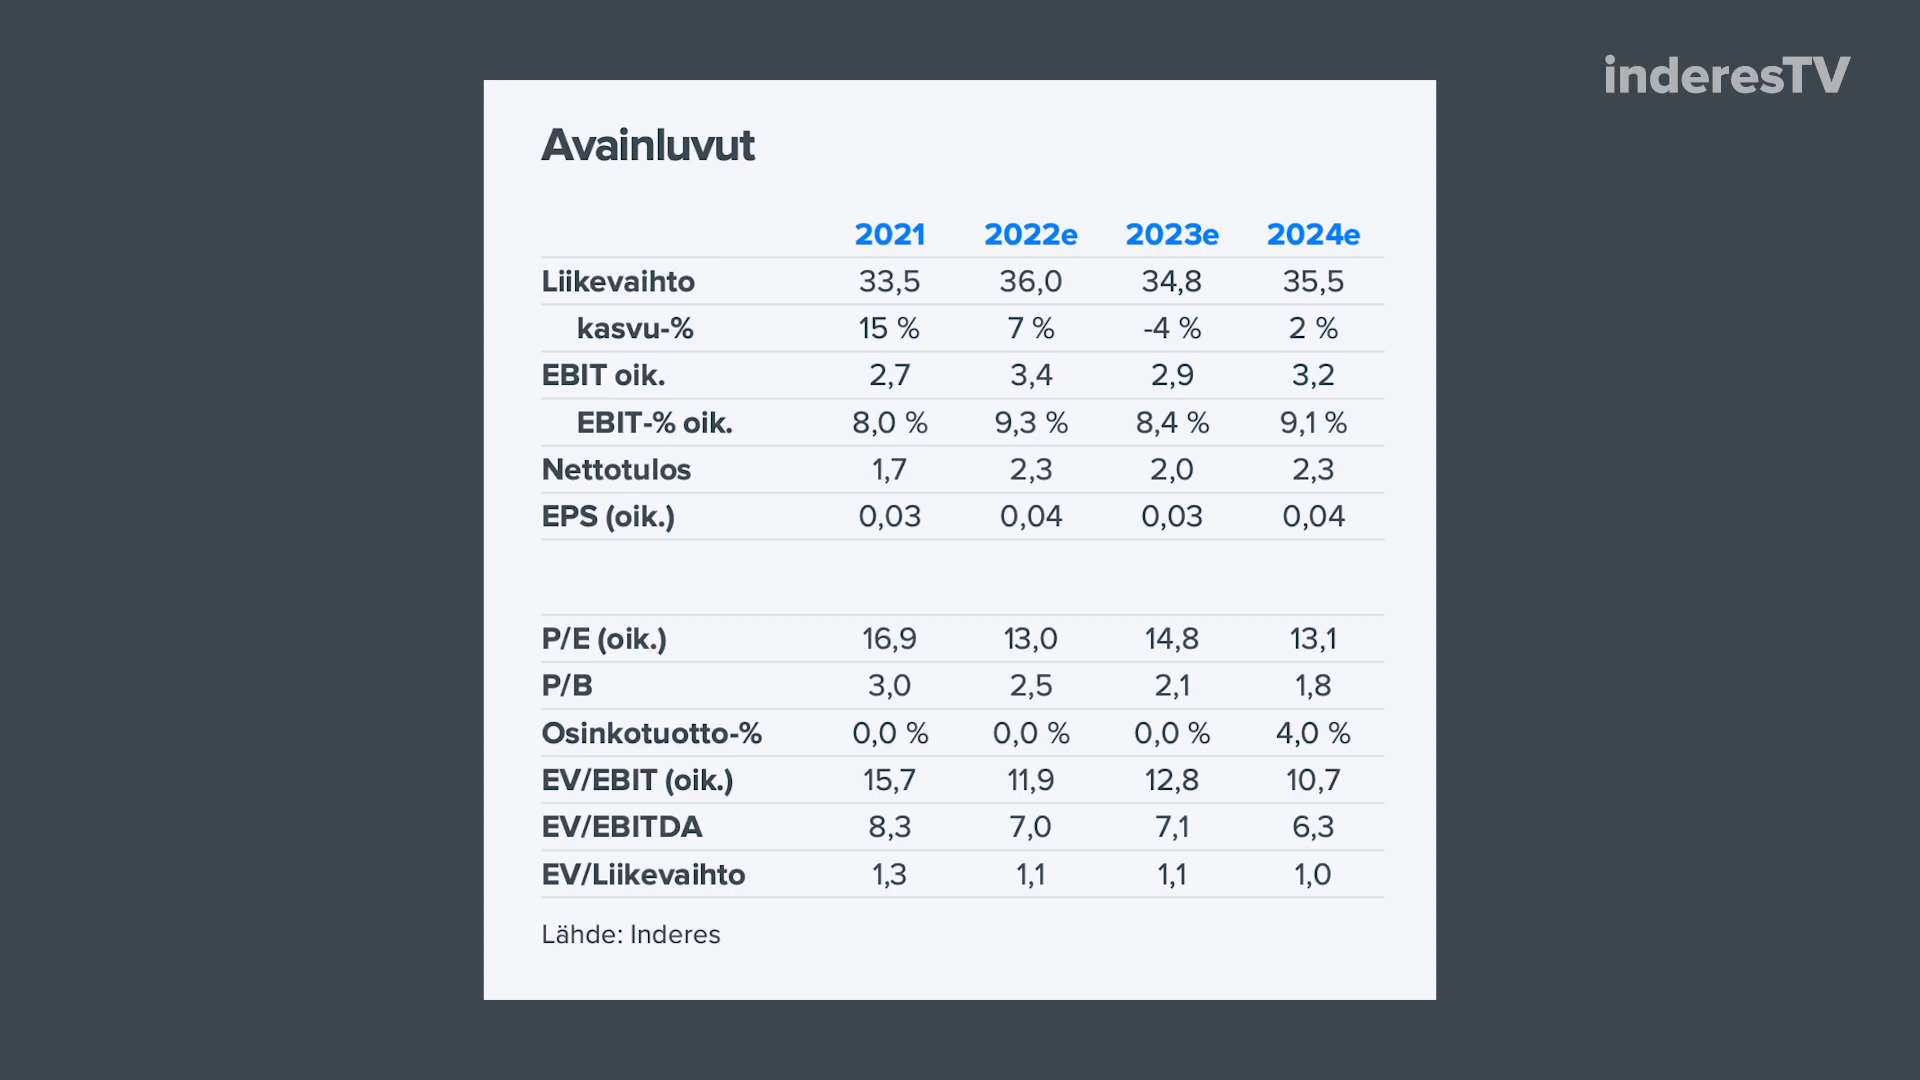 inderesTV
Avainluvut
2021 2022e 2023e 2024e
Liikevaihto 33,5 36,0 34,8 35,5
kasvu-% 15 % 7 % -4 % 2 %
EBIT oik. 2,7 3,4 2,9 3,2
EBIT-% oik. 8,0 % 9,3 % 8,4 % 9,1 %
Nettotulos 1,7 2,3 2,0 2,3
EPS (oik.) 0,03 0,04 0,03 0,04
P/E (oik.) 16,9 13,0 14,8 13,1
P/B 3,0 2,5 2,1 1,8
Osinkotuotto-% 0,0 % 0,0 % 0,0 % 4,0 %
EV/EBIT (oik.) 15,7 11,9 12,8 10,7
EV/EBITDA 8,3 7,0 7,1 6,3
EV/Liikevaihto 1,3 1,1 1,1 1,0
Lähde: Inderes